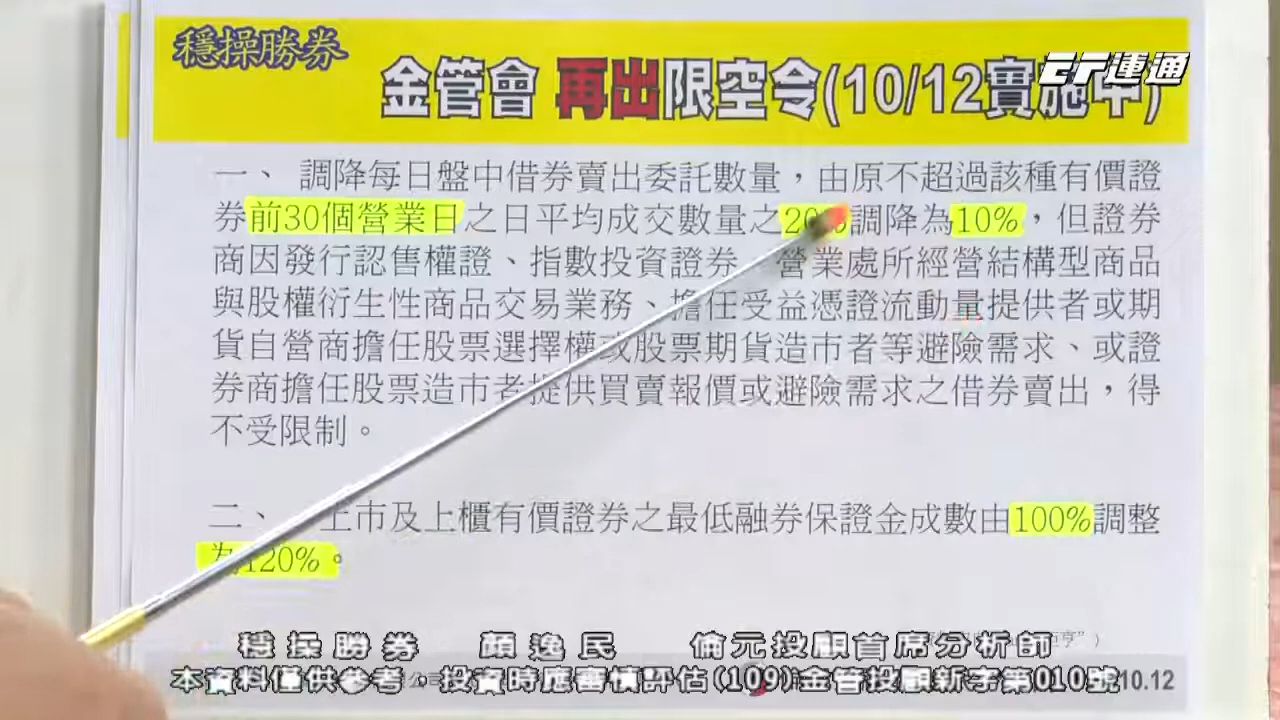 穩操勝券
金管會 再出限空令(10/12實施中)
ET運通
一、 調降每日盤中借券賣出委託數量，由原不超過該種有價證
券前30個營業日之日平均成交數量之20%調降為10%，但證券
商因發行認售權證、指數投資證券、營業處所經營結構型商品
與股權衍生性商品交易業務、擔任受益憑證流動量提供者或期
貨自營商擔任股票選擇權或股票期貨造市者等避險需求、或證
券商擔任股票造市者提供買賣報價或避險需求之借券賣出，得
不受限制。
二、 上市及上櫃有價證券之最低融券保證金成數由100%調整
為120%。
穩操勝券 顏逸民 倫元投顧首席分析師
本資料僅供參考，投資時應審慎評估(109)金管投顧新字第010號
10.12